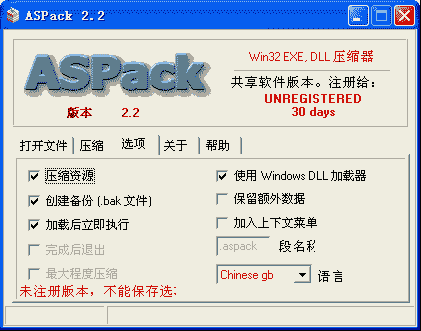 ASPack 2.2
ASPack
版本 2.2
Win32 EXE, DLL 压缩器
共享软件版本。注册给：
UNREGISTERED
30 days
打开文件 压缩 选项 关于 帮助
压缩资源
创建备份 (.bak 文件)
加载后立即执行
完成后退出
最大程度压缩
使用 Windows DLL 加载器
保留额外数据
加入上下文菜单
.aspack 段名称
Chinese gb 语言
未注册版本，不能保存选